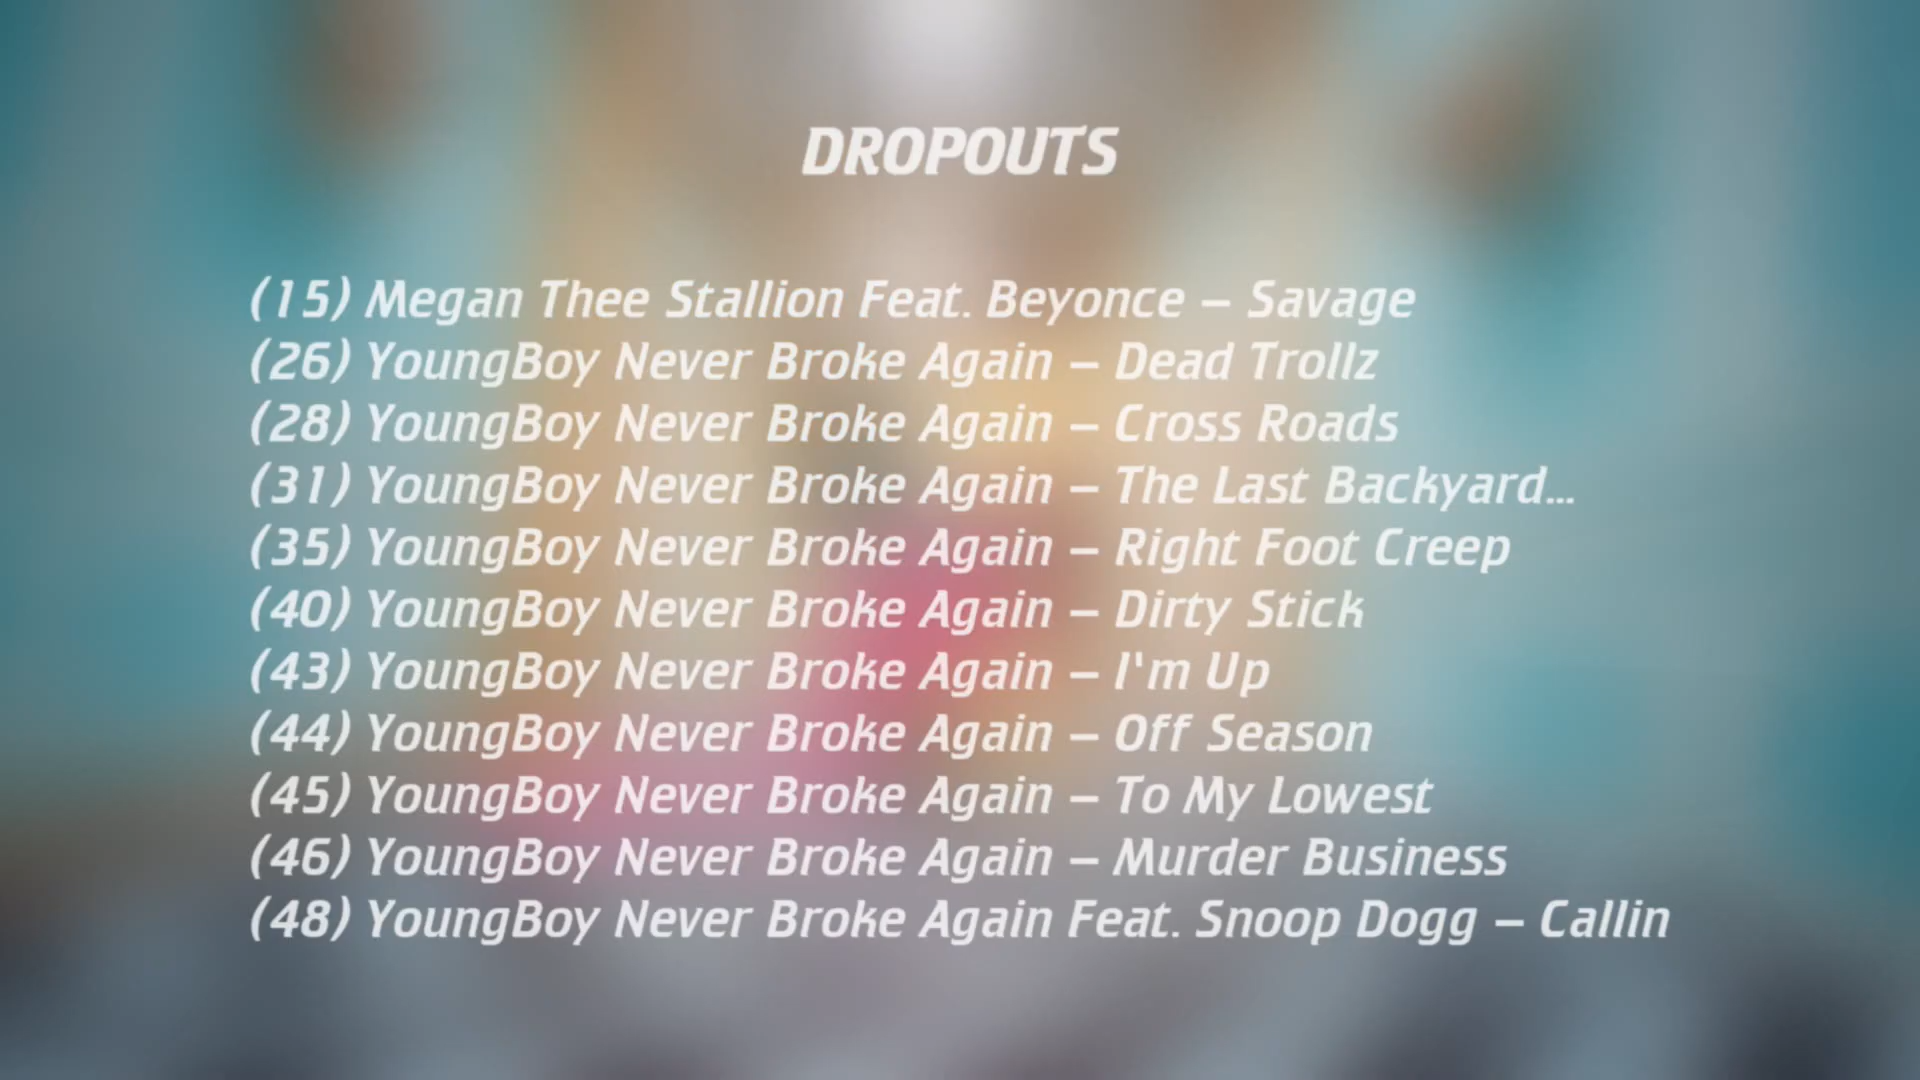 DROPOUTS
(15) Megan Thee Stallion Feat. Beyonce – Savage
(26) YoungBoy Never Broke Again – Dead Trollz
(28) YoungBoy Never Broke Again – Cross Roads
(31) YoungBoy Never Broke Again – The Last Backyard...
(35) YoungBoy Never Broke Again – Right Foot Creep
(40) YoungBoy Never Broke Again – Dirty Stick
(43) YoungBoy Never Broke Again – I'm Up
(44) YoungBoy Never Broke Again – Off Season
(45) YoungBoy Never Broke Again – To My Lowest
(46) YoungBoy Never Broke Again – Murder Business
(48) YoungBoy Never Broke Again Feat. Snoop Dogg – Callin